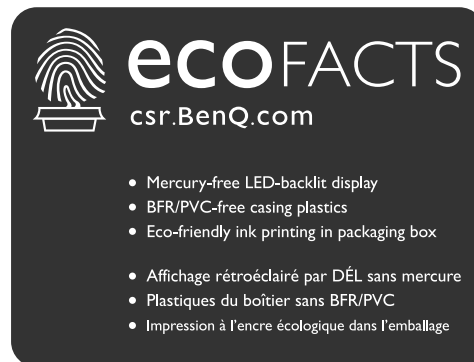 ecoFACTS
csr.BenQ.com
• Mercury-free LED-backlit display
• BFR/PVC-free casing plastics
• Eco-friendly ink printing in packaging box
• Affichage rétroéclairé par DÉL sans mercure
• Plastiques du boîtier sans BFR/PVC
• Impression à l'encre écologique dans l'emballage